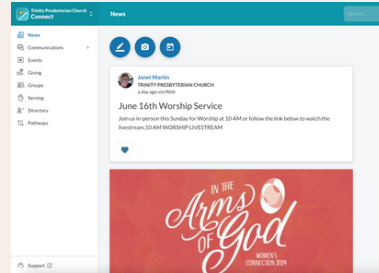 Trinity Presbyterian Church
Connect
News
Search...
News
Communications
Events
Giving
Groups
Serving
Directory
Pathways
Support
Janet Martin
TRINITY PRESBYTERIAN CHURCH
a day ago via Web
June 16th Worship Service
Join us in-person this Sunday for Worship at 10 AM or follow the link below to watch the
livestream.10 AM WORSHIP LIVESTREAM
IN THE
Arms
OF God
WOMEN'S
CONNECTION 2024